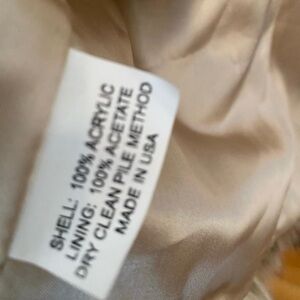 SHELL: 100% ACRYLIC
LINING: 100% ACETATE
DRY CLEAN PILE METHOD
MADE IN USA